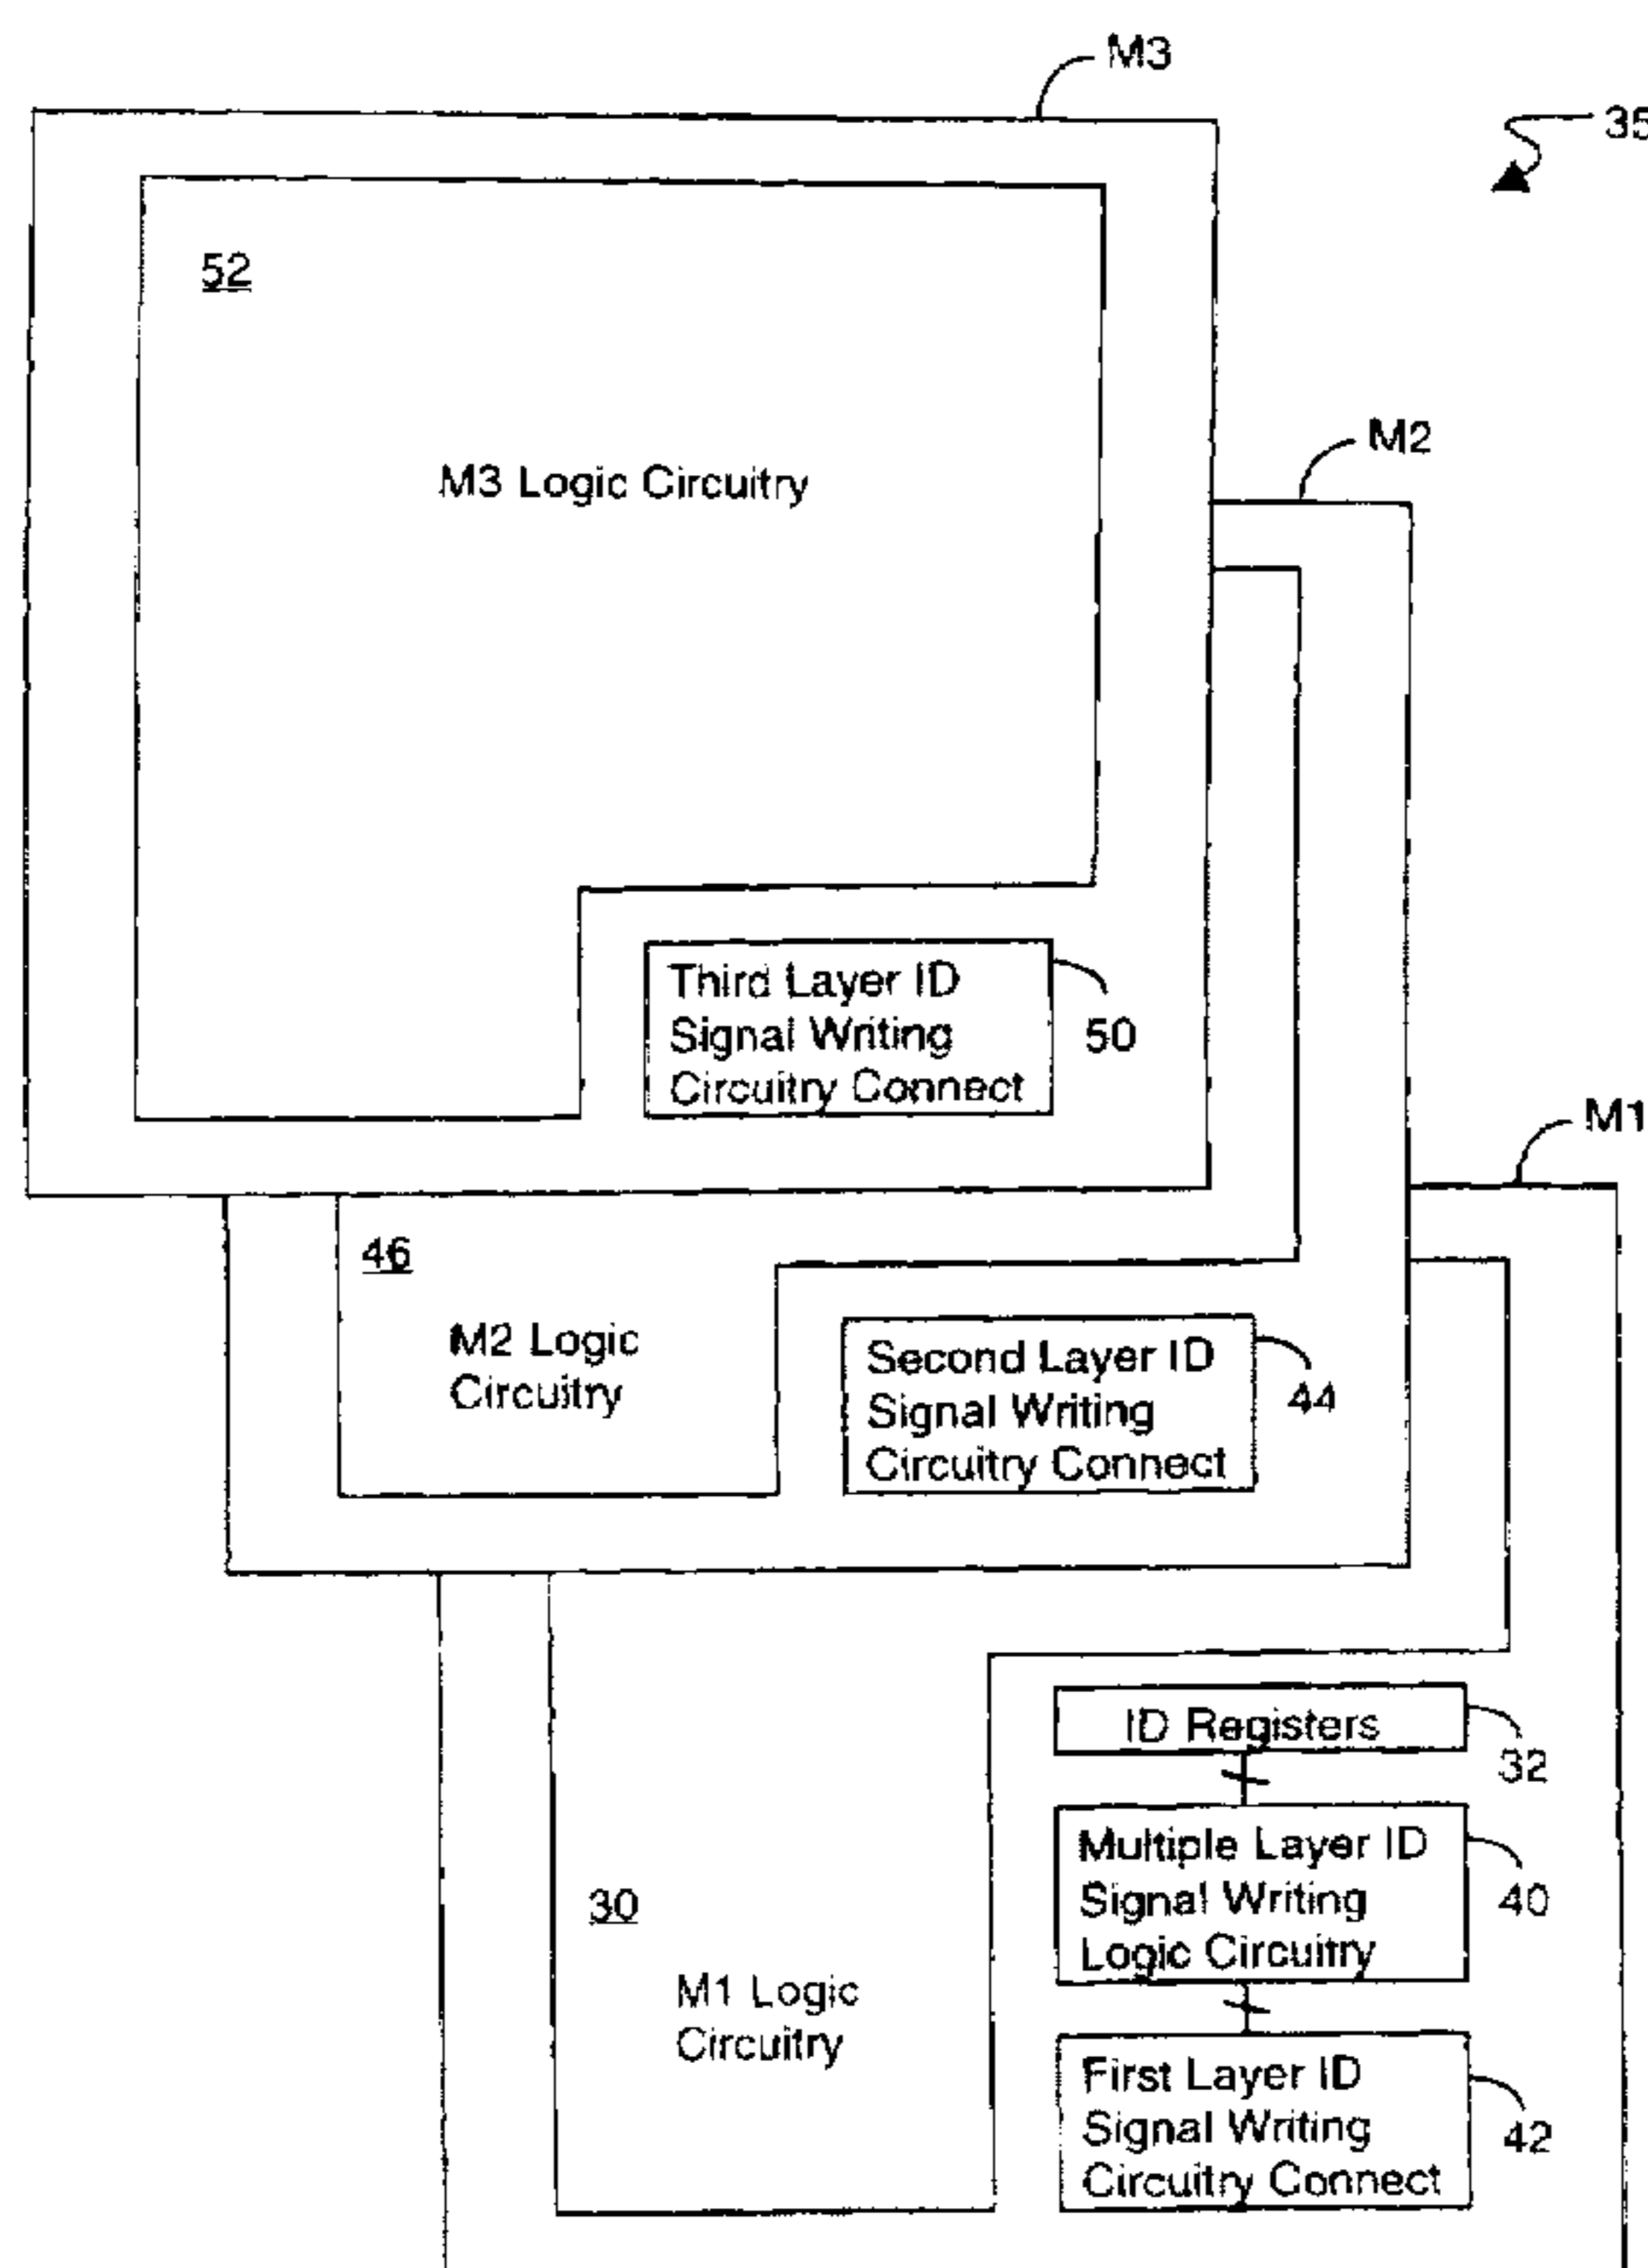 M3
35
52
M3 Logic Circuitry
M2
Third Layer ID
Signal Writing
Circuitry Connect
50
M1
46
M2 Logic
Circuitry
Second Layer ID
Signal Writing
Circuitry Connect
44
ID Registers
32
Multiple Layer ID
Signal Writing
Logic Circuitry
40
30
M1 Logic
Circuitry
First Layer ID
Signal Writing
Circuitry Connect
42